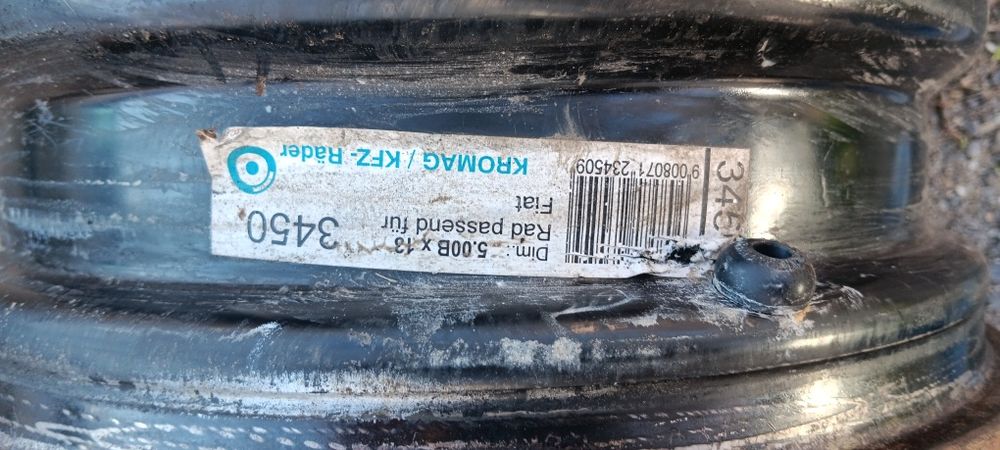 345
9 008071 234509
Dim.: 5.00B x 13
Rad passend für
Fiat
3450
KROMAG / KFZ- Räder